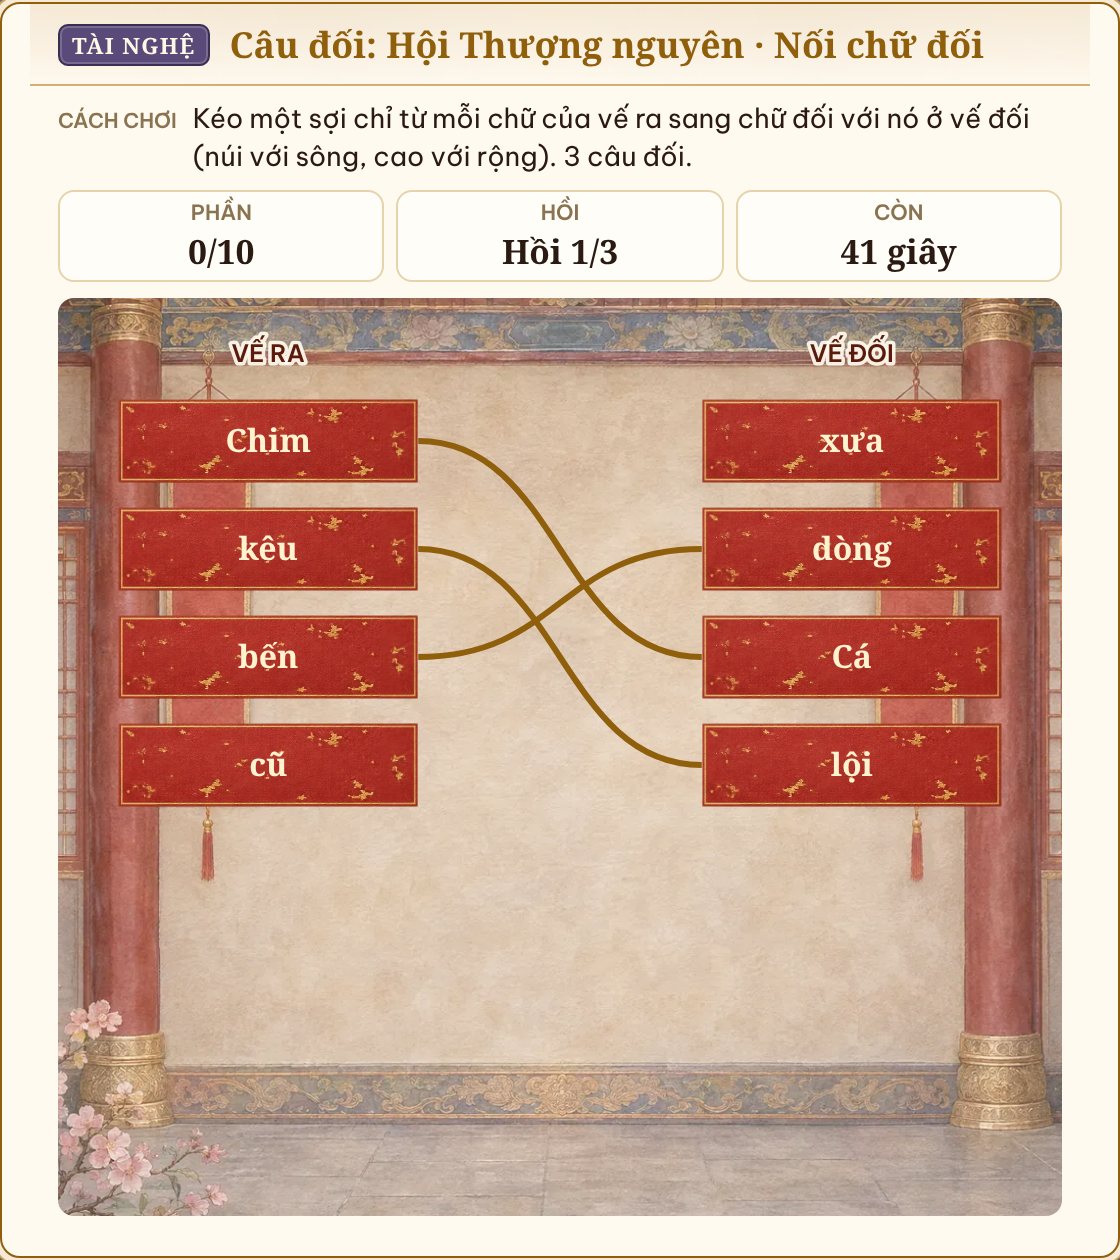 TÀI NGHỆ Câu đối: Hội Thượng nguyên · Nối chữ đối
CÁCH CHƠI Kéo một sợi chỉ từ mỗi chữ của vế ra sang chữ đối với nó ở vế đối
(núi với sông, cao với rộng). 3 câu đối.
PHẦN HỒI CÒN
0/10 Hồi 1/3 41 giây
VẾ RA VẾ ĐỐI
Chim xưa
kêu dòng
bến Cá
cũ lội